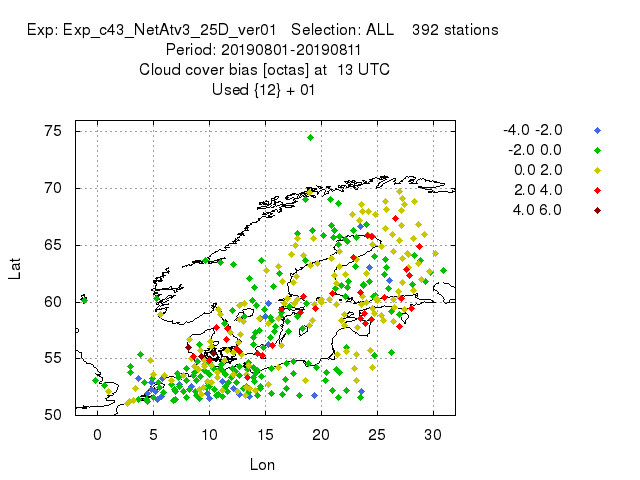 Exp: Exp_c43_NetAtv3_25D_ver01 Selection: ALL 392 stations
Period: 20190801-20190811
Cloud cover bias [octas] at 13 UTC
Used {12} + 01
-4.0 -2.0
-2.0 0.0
0.0 2.0
2.0 4.0
4.0 6.0
75
70
65
60
55
50
Lat
0 5 10 15 20 25 30
Lon